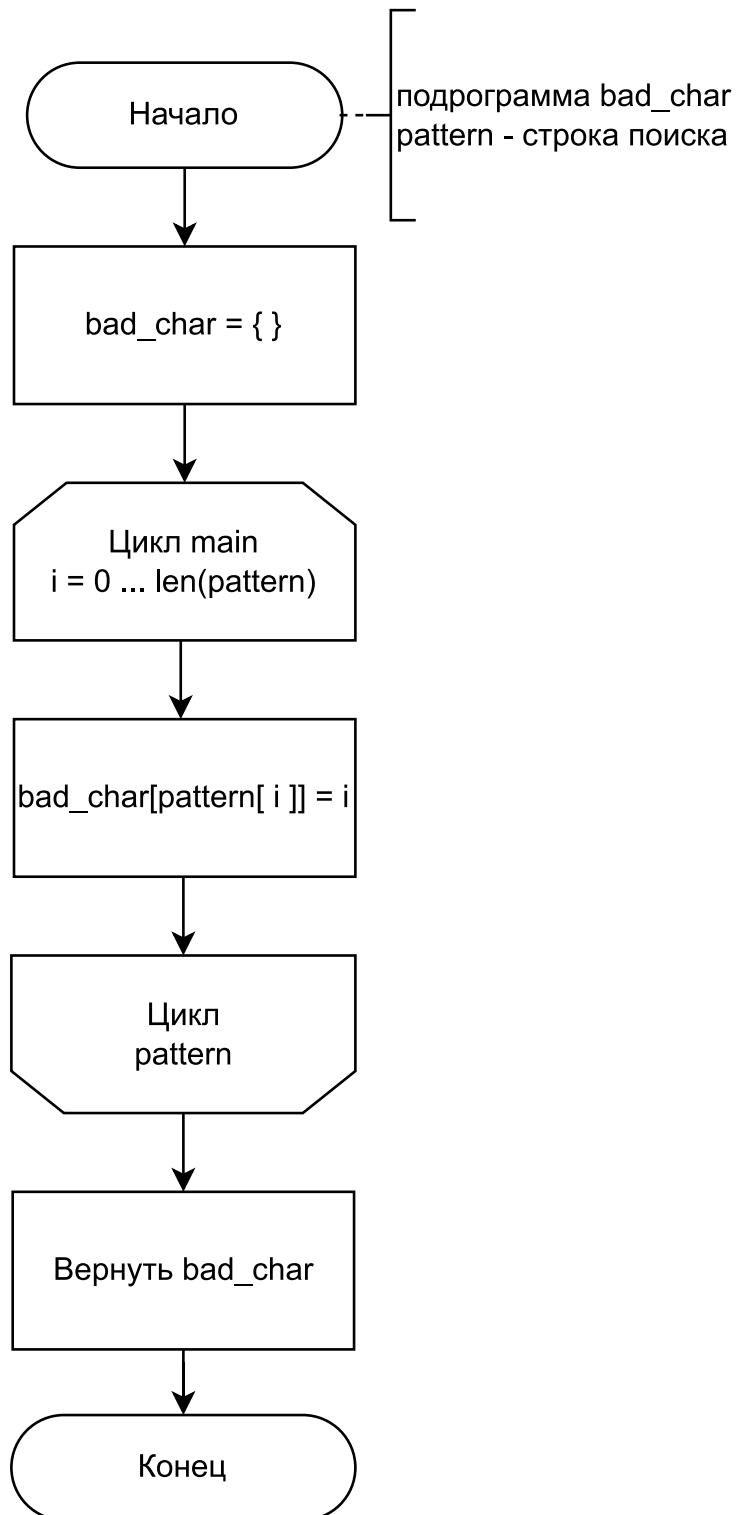 Начало
подрограмма bad_char
pattern - строка поиска
bad_char = { }
Цикл main
i = 0 ... len(pattern)
bad_char[pattern[ i ]] = i
Цикл
pattern
Вернуть bad_char
Конец